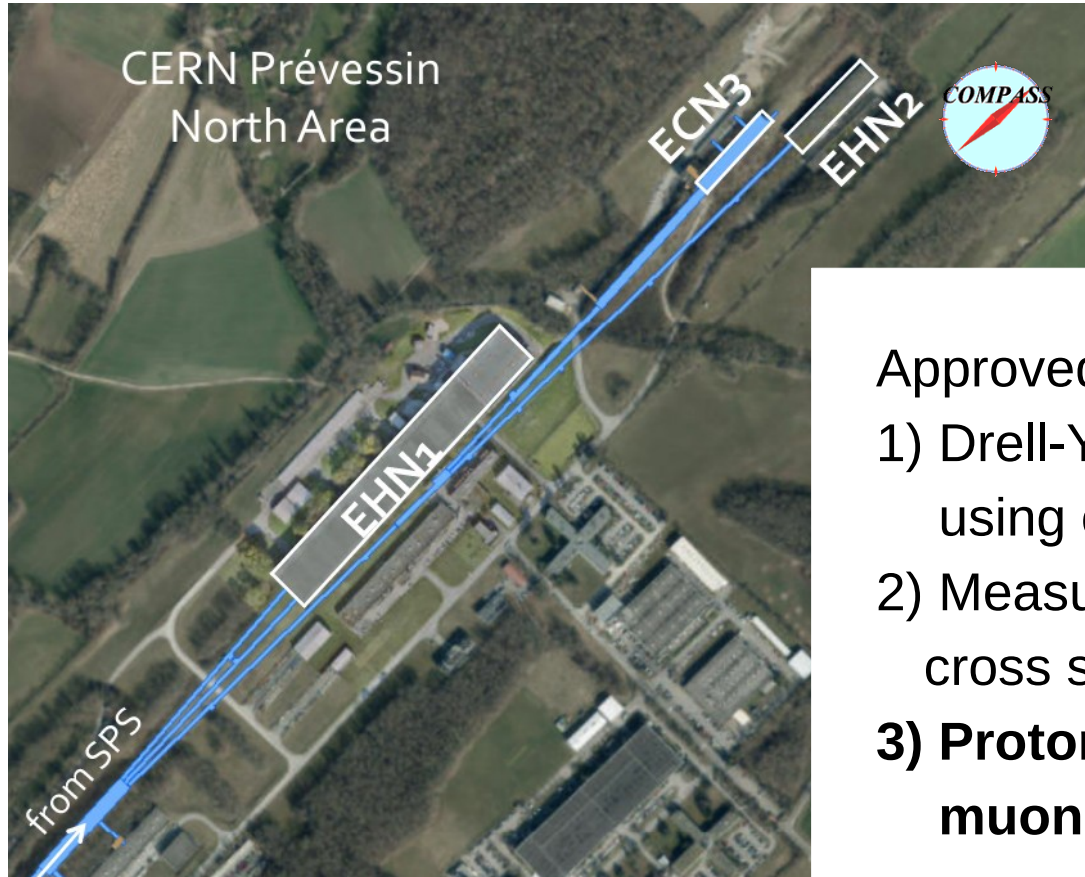 CERN Prévessin
North Area
ECN3
EHN2
COMPASS
EHN1
from SPS
Approved
1) Drell-Y
using
2) Measu
cross s
3) Proto
muon